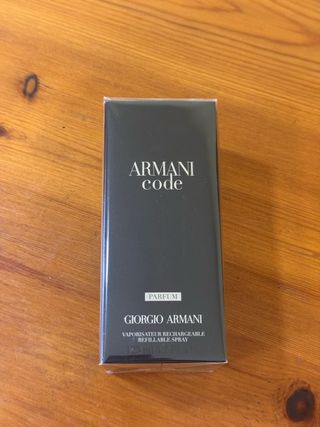 ARMANI
code
PARFUM
GIORGIO ARMANI
VAPORISATEUR RECHARGEABLE
REFILLABLE SPRAY